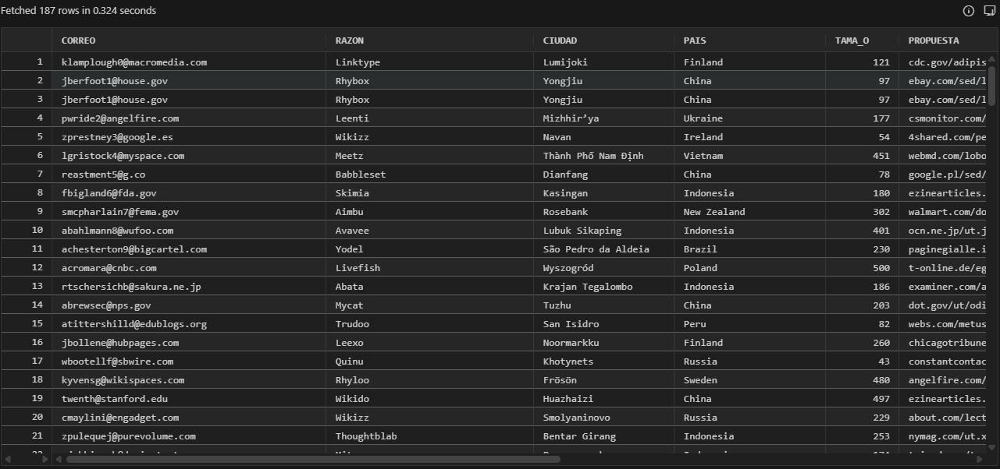 Fetched 187 rows in 0.324 seconds
CORREO RAZON CIUDAD PAIS TAMA_O PROPUESTA
1 klamplough0@macromedia.com Linktype Lumijoki Finland 121 cdc.gov/adipis
2 jberfoot1@house.gov Rhybox Yongjiu China 97 ebay.com/sed/l
3 jberfoot1@house.gov Rhybox Yongjiu China 97 ebay.com/sed/l
4 pwride2@angelfire.com Leenti Mizhhir’ya Ukraine 177 csmonitor.com/
5 zprestney3@google.es Wikizz Navan Ireland 54 4shared.com/pe
6 lgristock4@myspace.com Meetz Thành Phố Nam Định Vietnam 451 webmd.com/lobo
7 reastment5@g.co Babbleset Dianfang China 78 google.pl/sed/
8 fbigland6@fda.gov Skimia Kasingan Indonesia 180 ezinearticles.
9 smcpharlain7@fema.gov Aimbu Rosebank New Zealand 302 walmart.com/do
10 abahlmann8@wufoo.com Avavee Lubuk Sikaping Indonesia 401 ocn.ne.jp/ut.j
11 achesterton9@bigcartel.com Yodel São Pedro da Aldeia Brazil 230 paginegialle.i
12 acromara@cnbc.com Livefish Wyszogród Poland 500 t-online.de/eg
13 rtschersichb@sakura.ne.jp Abata Krajan Tegalombo Indonesia 186 examiner.com/a
14 abrewsec@nps.gov Mycat Tuzhu China 203 dot.gov/ut/odi
15 atittershilld@edublogs.org Trudoo San Isidro Peru 82 webs.com/metus
16 jbollene@hubpages.com Leexo Noormarkku Finland 260 chicagotribune
17 wbootellf@sbwire.com Quinu Khotynets Russia 43 constantcontac
18 kyvensg@wikispaces.com Rhyloo Frösön Sweden 480 angelfire.com/
19 twenth@stanford.edu Wikido Huazhaizi China 497 ezinearticles.
20 cmaylini@engadget.com Wikizz Smolyaninovo Russia 229 about.com/lect
21 zpulequej@purevolume.com Thoughtblab Bentar Girang Indonesia 253 nymag.com/ut.x